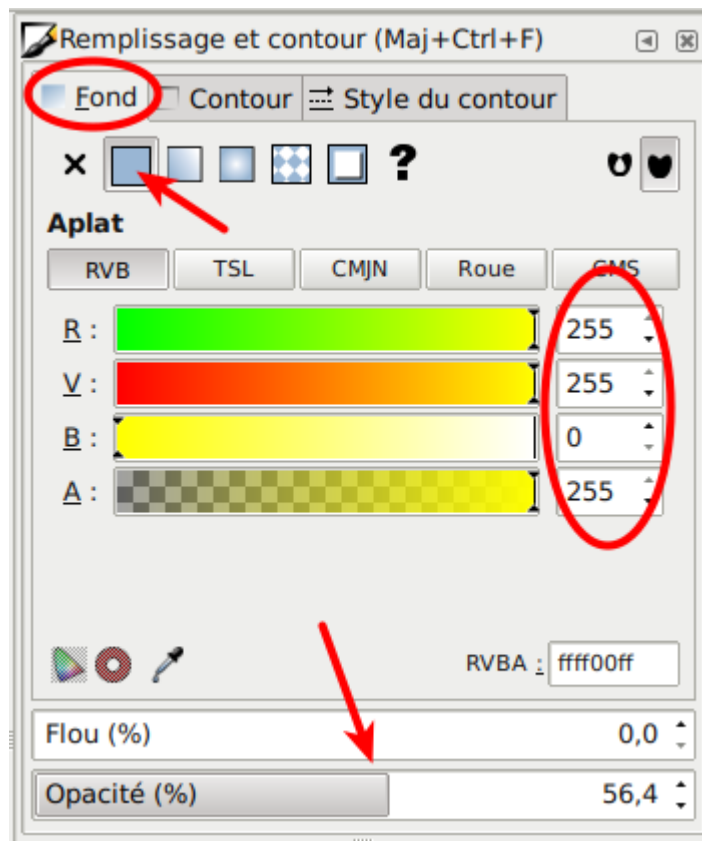 Remplissage et contour (Maj+Ctrl+F)
Fond Contour Style du contour
?
Aplat
RVB TSL CMJN Roue CMS
R : 255
V : 255
B : 0
A : 255
RVBA : ffff00ff
Flou (%) 0,0
Opacité (%) 56,4